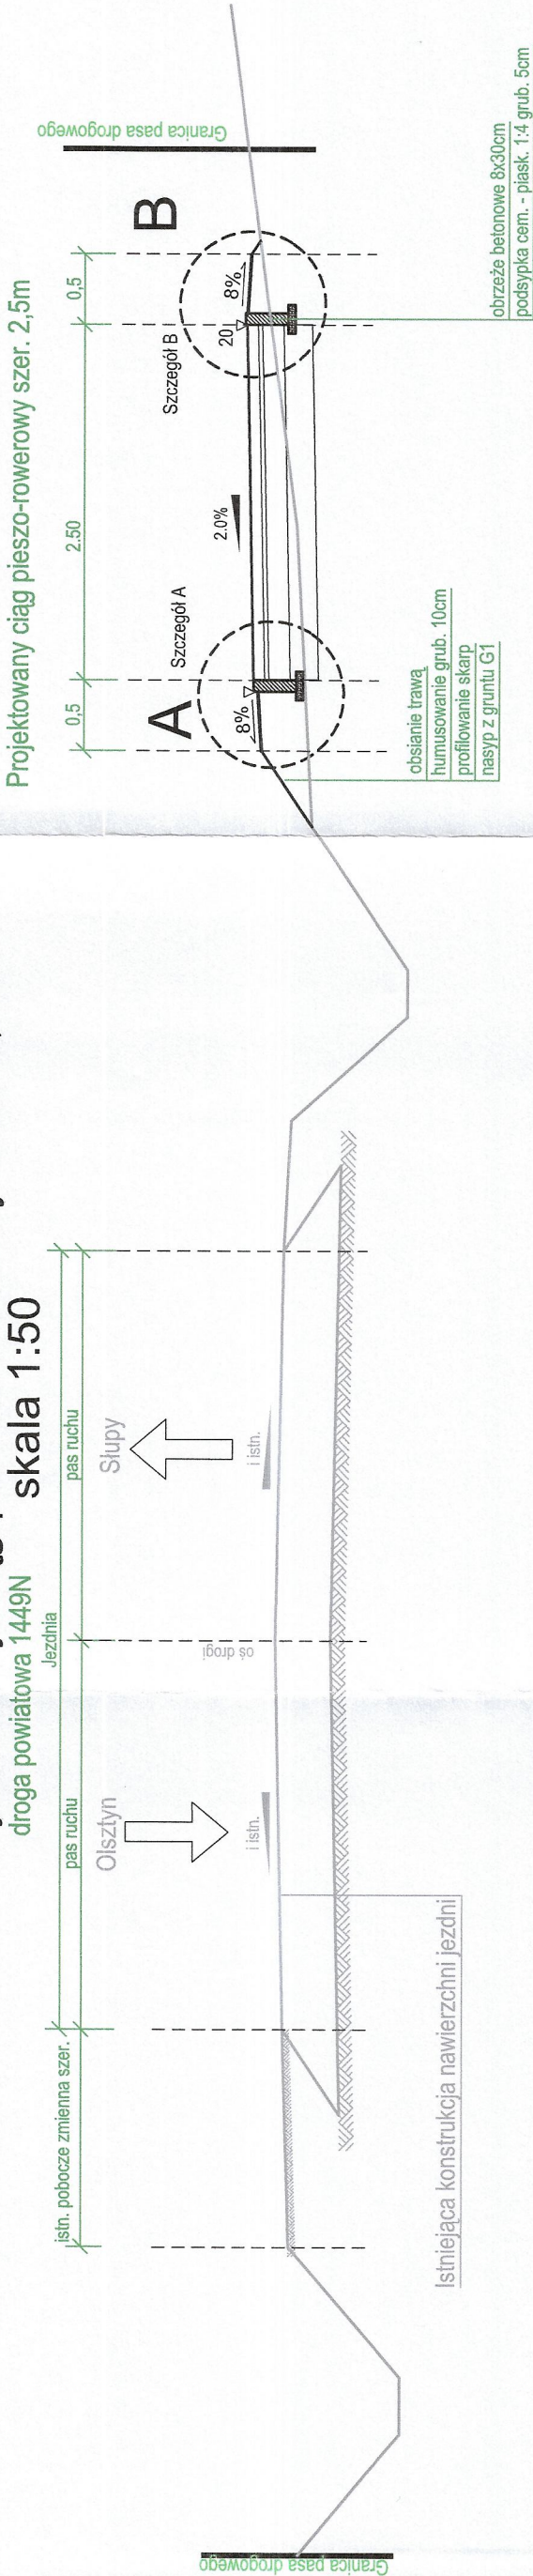 skala 1:50
droga powiatowa 1449N
Jezdnia
istn. pobocze zmienna szer.
pas ruchu
pas ruchu
Olsztyn
Słupy
i istn.
i istn.
oś drogi
Istniejąca konstrukcja nawierzchni jezdni
Granica pasa drogowego
Projektowany ciąg pieszo-rowerowy szer. 2,5m
0,5
2.50
0,5
A
B
Szczegół A
Szczegół B
8%
2.0%
20
8%
Granica pasa drogowego
obsianie trawą
humusowanie grub. 10cm
profilowanie skarp
nasyp z gruntu G1
obrzeże betonowe 8x30cm
podsypka cem. - piask. 1:4 grub. 5cm